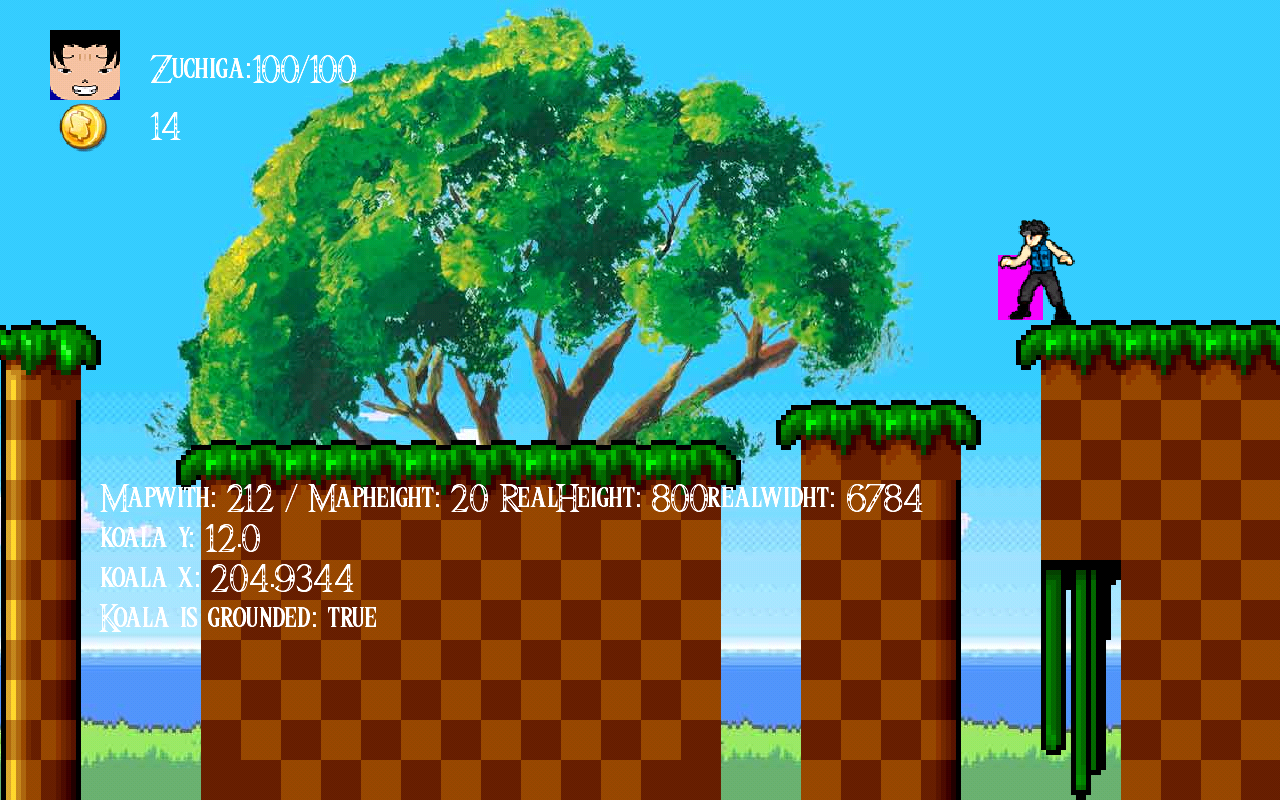 Zuchiga:100/100
14
Mapwith: 212 / Mapheight: 20 RealHeight: 800realwidht: 6784
koala y: 12.0
koala x: 204.9344
Koala is grounded: true